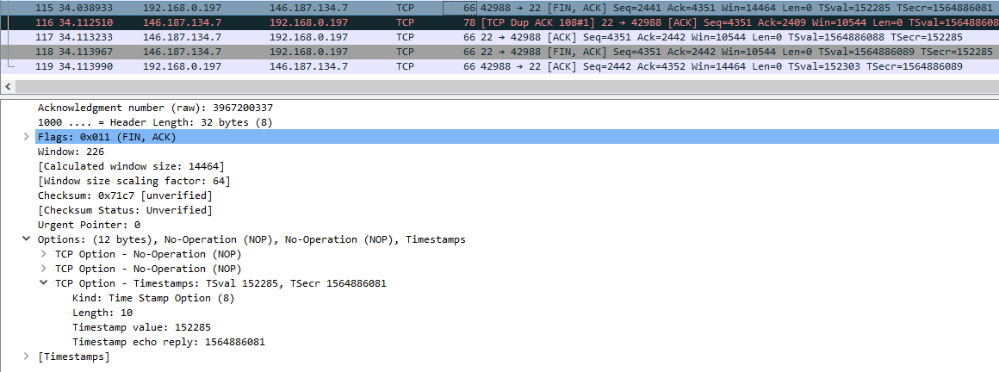 115 34.038933 192.168.0.197 146.187.134.7 TCP 66 42988 → 22 [FIN, ACK] Seq=2441 Ack=4351 Win=14464 Len=0 TSval=152285 TSecr=1564886081
116 34.112510 146.187.134.7 192.168.0.197 TCP 78 [TCP Dup ACK 108#1] 22 → 42988 [ACK] Seq=4351 Ack=2409 Win=10544 Len=0 TSval=156488608
117 34.113233 146.187.134.7 192.168.0.197 TCP 66 22 → 42988 [ACK] Seq=4351 Ack=2442 Win=10544 Len=0 TSval=1564886088 TSecr=152285
118 34.113967 146.187.134.7 192.168.0.197 TCP 66 22 → 42988 [FIN, ACK] Seq=4351 Ack=2442 Win=10544 Len=0 TSval=1564886089 TSecr=152285
119 34.113990 192.168.0.197 146.187.134.7 TCP 66 42988 → 22 [ACK] Seq=2442 Ack=4352 Win=14464 Len=0 TSval=152303 TSecr=1564886089
Acknowledgment number (raw): 3967200337
1000 .... = Header Length: 32 bytes (8)
Flags: 0x011 (FIN, ACK)
Window: 226
[Calculated window size: 14464]
[Window size scaling factor: 64]
Checksum: 0x71c7 [unverified]
[Checksum Status: Unverified]
Urgent Pointer: 0
Options: (12 bytes), No-Operation (NOP), No-Operation (NOP), Timestamps
TCP Option - No-Operation (NOP)
TCP Option - No-Operation (NOP)
TCP Option - Timestamps: TSval 152285, TSecr 1564886081
Kind: Time Stamp Option (8)
Length: 10
Timestamp value: 152285
Timestamp echo reply: 1564886081
[Timestamps]